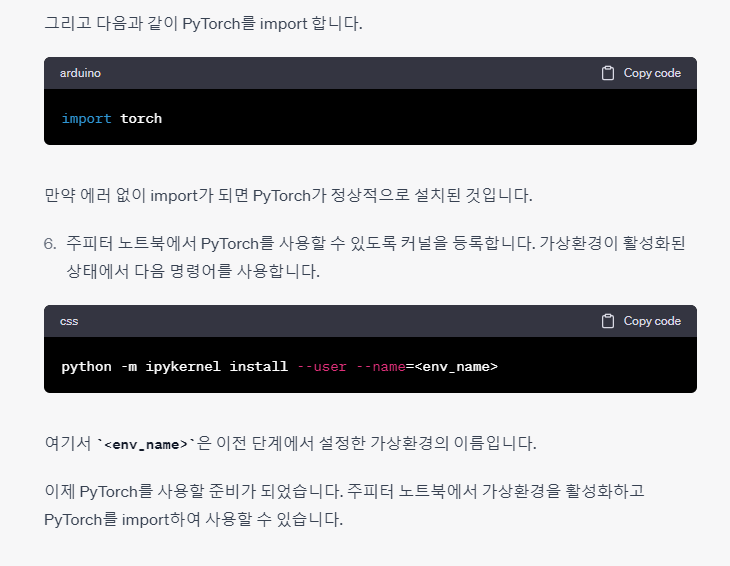 그리고 다음과 같이 PyTorch를 import 합니다.
arduino
Copy code
import torch
만약 에러 없이 import가 되면 PyTorch가 정상적으로 설치된 것입니다.
6. 주피터 노트북에서 PyTorch를 사용할 수 있도록 커널을 등록합니다. 가상환경이 활성화된
상태에서 다음 명령어를 사용합니다.
css
Copy code
python -m ipykernel install --user --name=<env_name>
여기서 `<env_name>`은 이전 단계에서 설정한 가상환경의 이름입니다.
이제 PyTorch를 사용할 준비가 되었습니다. 주피터 노트북에서 가상환경을 활성화하고
PyTorch를 import하여 사용할 수 있습니다.